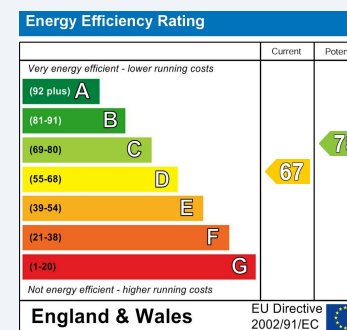 Energy Efficiency Rating
Current
Very energy efficient - lower running costs
(92 plus) A
(81-91) B
(69-80) C
(55-68) D
67
(39-54) E
(21-38) F
(1-20) G
Not energy efficient - higher running costs
England & Wales
EU Directive
2002/91/EC